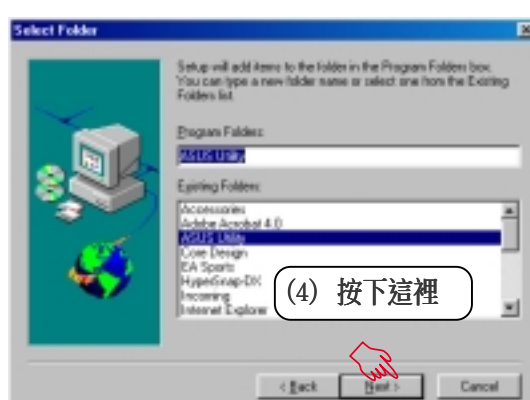 Select Folder
Setup will add items to the folder in the Program Folders box.
You can type a new folder name or select one from the Existing
Folders list.
Program Folders:
ASUS Utility
Existing Folders:
Accessories
Adobe Acrobat 4.0
ASUS Utility
Core Design
EA Sports
HyperSnap-DX
Incoming
Internet Explorer
(4) 按下這裡
< Back
Next >
Cancel